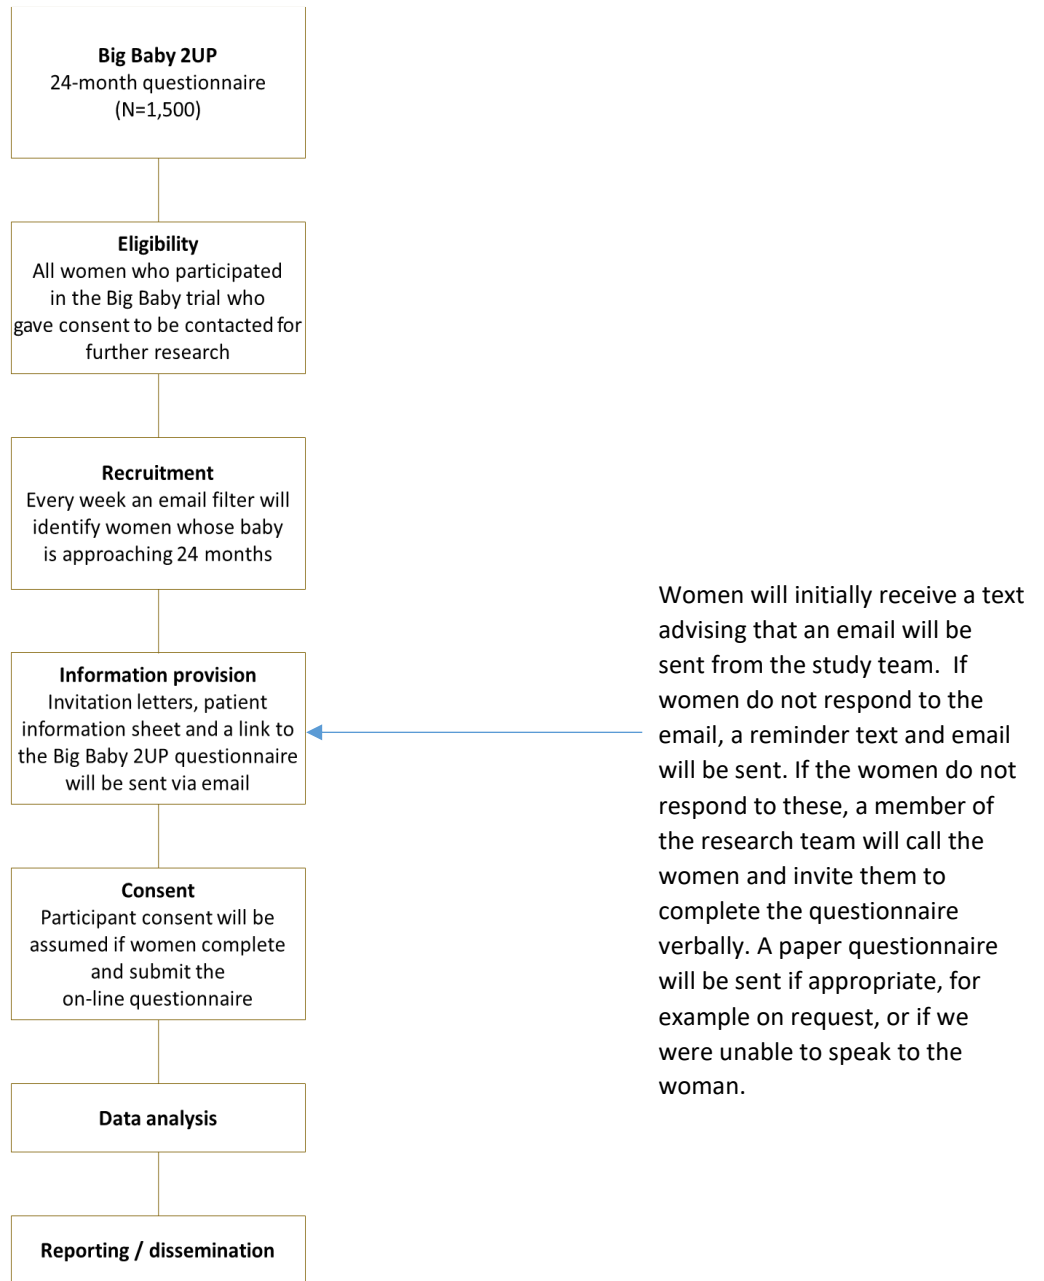 Big Baby 2UP
24-month questionnaire
(N=1,500)
Eligibility
All women who participated
in the Big Baby trial who
gave consent to be contacted for
further research
Recruitment
Every week an email filter will
identify women whose baby
is approaching 24 months
Information provision
Invitation letters, patient
information sheet and a link to
the Big Baby 2UP questionnaire
will be sent via email
Women will initially receive a text
advising that an email will be
sent from the study team.  If
women do not respond to the
email, a reminder text and email
will be sent. If the women do not
respond to these, a member of
the research team will call the
women and invite them to
complete the questionnaire
verbally. A paper questionnaire
will be sent if appropriate, for
example on request, or if we
were unable to speak to the
woman.
Consent
Participant consent will be
assumed if women complete
and submit the
on-line questionnaire
Data analysis
Reporting / dissemination